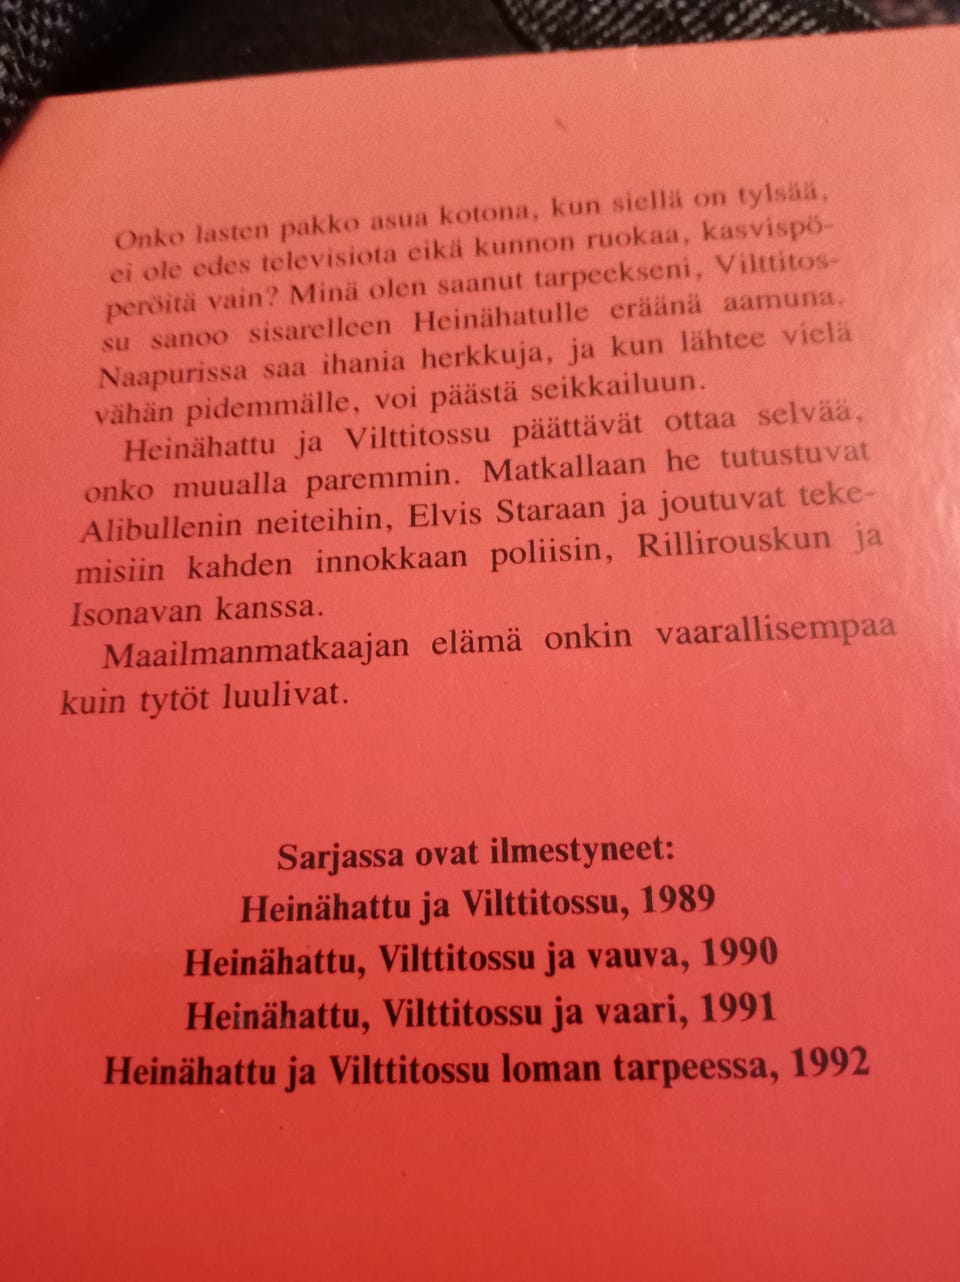 Onko lasten pakko asua kotona, kun siellä on tylsää,
ei ole edes televisiota eikä kunnon ruokaa, kasvispö-
peröitä vain? Minä olen saanut tarpeekseni, Vilttitos-
su sanoo sisarelleen Heinähatulle eräänä aamuna.
Naapurissa saa ihania herkkuja, ja kun lähtee vielä
vähän pidemmälle, voi päästä seikkailuun.
Heinähattu ja Vilttitossu päättävät ottaa selvää,
onko muualla paremmin. Matkallaan he tutustuvat
Alibullenin neiteihin, Elvis Staraan ja joutuvat teke-
misiin kahden innokkaan poliisin, Rillirouskun ja
Isonavan kanssa.
Maailmanmatkaajan elämä onkin vaarallisempaa
kuin tytöt luulivat.
Sarjassa ovat ilmestyneet:
Heinähattu ja Vilttitossu, 1989
Heinähattu, Vilttitossu ja vauva, 1990
Heinähattu, Vilttitossu ja vaari, 1991
Heinähattu ja Vilttitossu loman tarpeessa, 1992